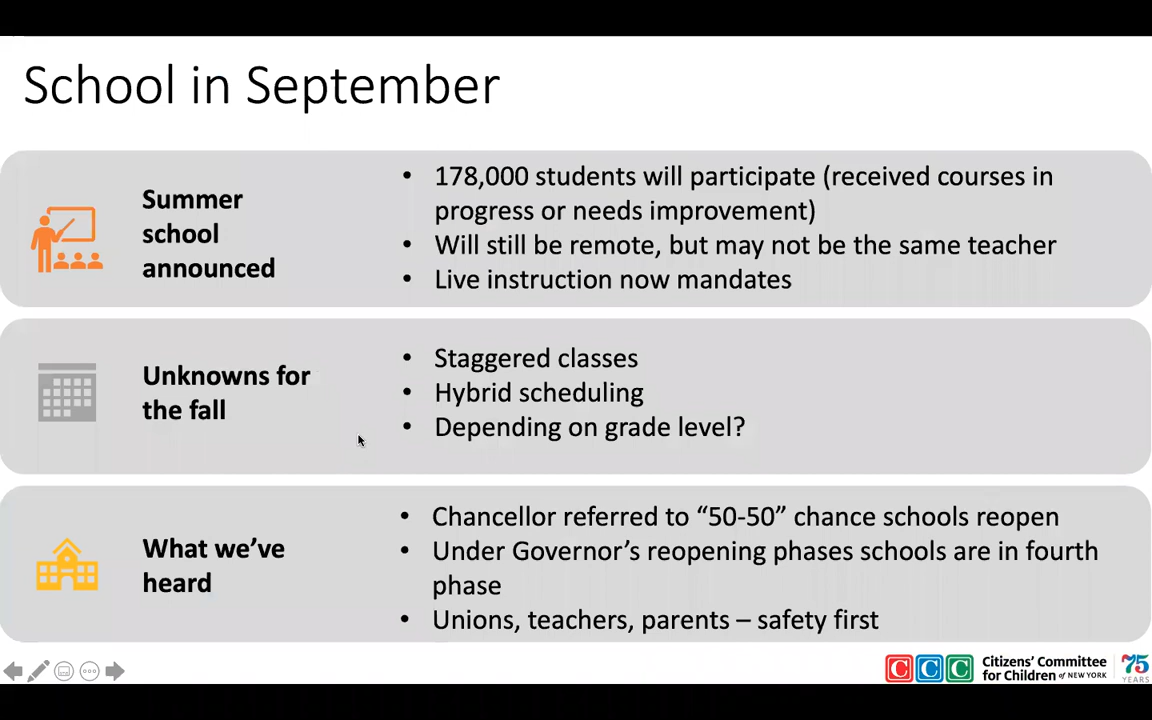 School in September
Summer
school
announced
• 178,000 students will participate (received courses in
progress or needs improvement)
• Will still be remote, but may not be the same teacher
• Live instruction now mandates
Unknowns for
the fall
• Staggered classes
• Hybrid scheduling
• Depending on grade level?
What we’ve
heard
• Chancellor referred to “50-50” chance schools reopen
• Under Governor’s reopening phases schools are in fourth
phase
• Unions, teachers, parents – safety first
C C C
Citizens’ Committee
for Children of NEW YORK
75
YEARS